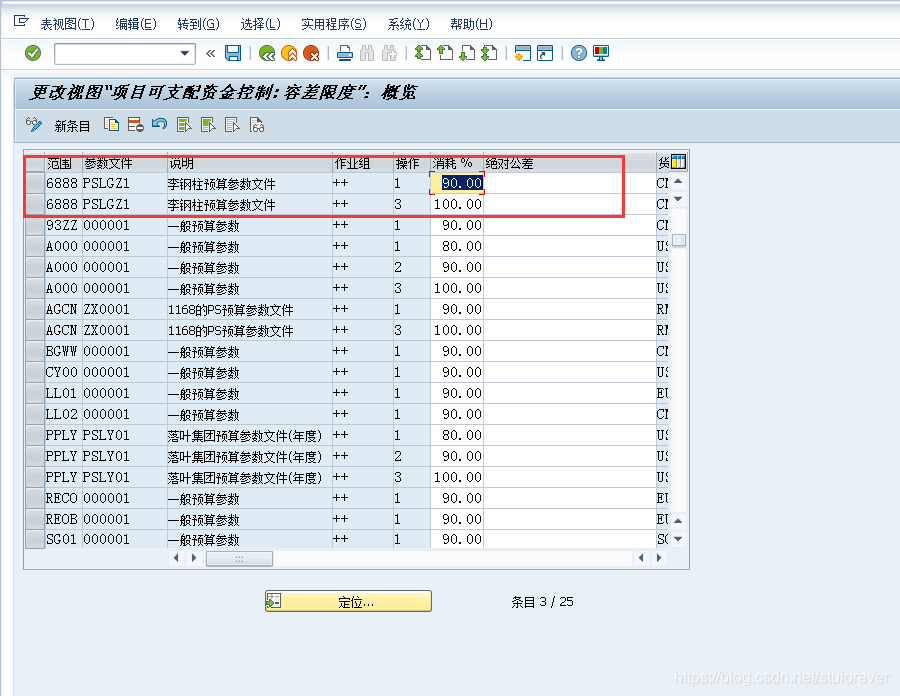 表视图(T) 编辑(E) 转到(G) 选择(L) 实用程序(S) 系统(Y) 帮助(H)
更改视图“项目可支配资金控制:容差限度”: 概览
新条目
范围 参数文件 说明 作业组 操作 消耗 % 绝对公差 货
6888 PSLGZ1 李钢柱预算参数文件 ++ 1 90.00 CN
6888 PSLGZ1 李钢柱预算参数文件 ++ 3 100.00 CN
93ZZ 000001 一般预算参数 ++ 1 90.00 CN
A000 000001 一般预算参数 ++ 1 80.00 US
A000 000001 一般预算参数 ++ 2 90.00 US
A000 000001 一般预算参数 ++ 3 100.00 US
AGCN ZX0001 1168的PS预算参数文件 ++ 1 90.00 RM
AGCN ZX0001 1168的PS预算参数文件 ++ 3 100.00 RM
BGWW 000001 一般预算参数 ++ 1 90.00 CN
CY00 000001 一般预算参数 ++ 1 90.00 US
LL01 000001 一般预算参数 ++ 1 90.00 EU
LL02 000001 一般预算参数 ++ 1 90.00 CN
PPLY PSLY01 落叶集团预算参数文件(年度) ++ 1 80.00 US
PPLY PSLY01 落叶集团预算参数文件(年度) ++ 2 90.00 US
PPLY PSLY01 落叶集团预算参数文件(年度) ++ 3 100.00 US
RECO 000001 一般预算参数 ++ 1 90.00 EU
REOB 000001 一般预算参数 ++ 1 90.00 EU
SG01 000001 一般预算参数 ++ 1 90.00 SG
定位... 条目 3 / 25
https://blog.csdn.net/stuforever